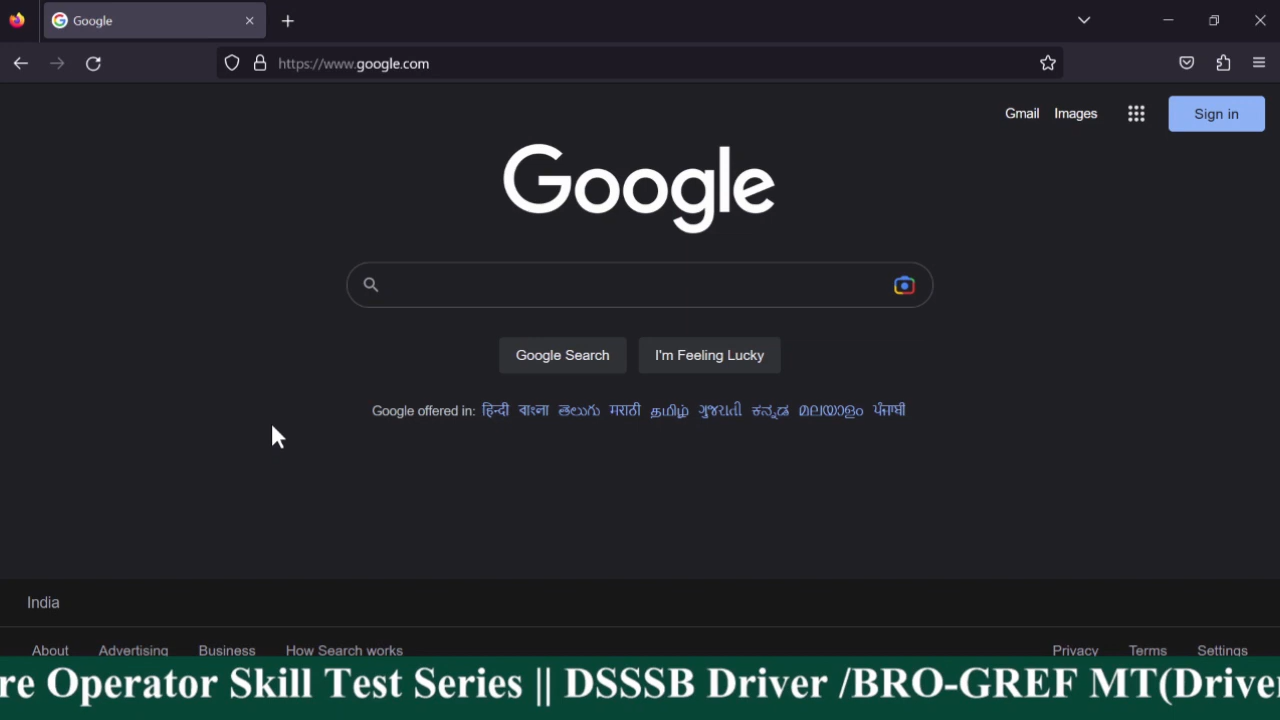 Google
https://www.google.com
Gmail Images Sign in
Google
Google Search I'm Feeling Lucky
Google offered in: हिन्दी বাংলা తెలుగు मराठी தமிழ் ગુજરાતી ಕನ್ನಡ മലയാളം ਪੰਜਾਬੀ
India
About Advertising Business How Search works Privacy Terms Settings
re Operator Skill Test Series || DSSSB Driver /BRO-GREF MT(Driver